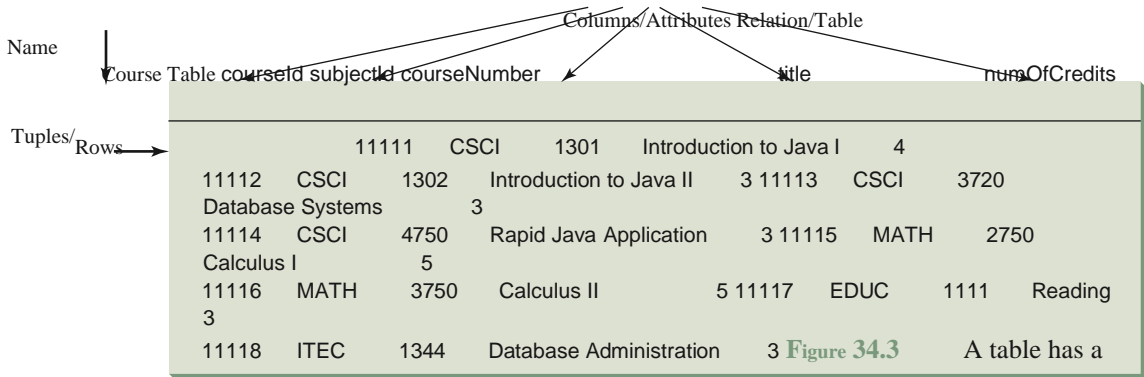 Columns/Attributes Relation/Table
Name
Course Table courseId subjectId courseNumber title numOfCredits
Tuples/
Rows
11111 CSCI 1301 Introduction to Java I 4
11112 CSCI 1302 Introduction to Java II 3 11113 CSCI 3720
Database Systems 3
11114 CSCI 4750 Rapid Java Application 3 11115 MATH 2750
Calculus I 5
11116 MATH 3750 Calculus II 5 11117 EDUC 1111 Reading
3
11118 ITEC 1344 Database Administration 3 Figure 34.3 A table has a